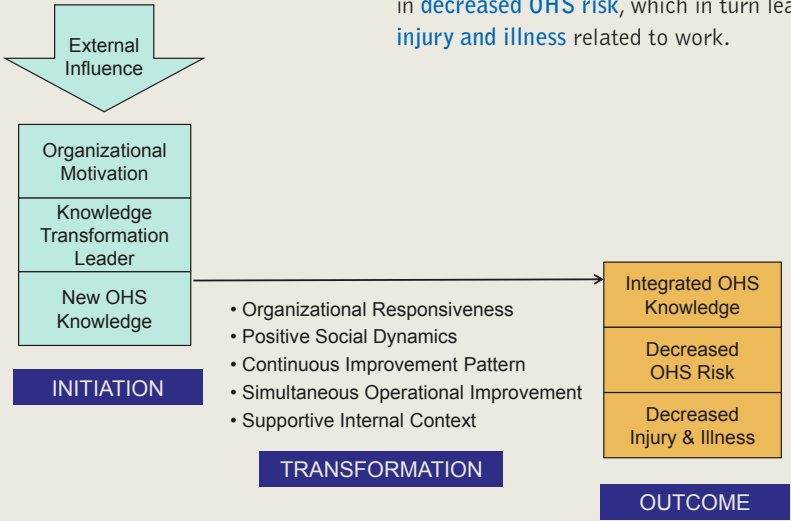 in decreased OHS risk, which in turn lea
injury and illness related to work.
External
Influence
Organizational
Motivation
Knowledge
Transformation
Leader
New OHS
Knowledge
INITIATION
• Organizational Responsiveness
• Positive Social Dynamics
• Continuous Improvement Pattern
• Simultaneous Operational Improvement
• Supportive Internal Context
TRANSFORMATION
Integrated OHS
Knowledge
Decreased
OHS Risk
Decreased
Injury & Illness
OUTCOME